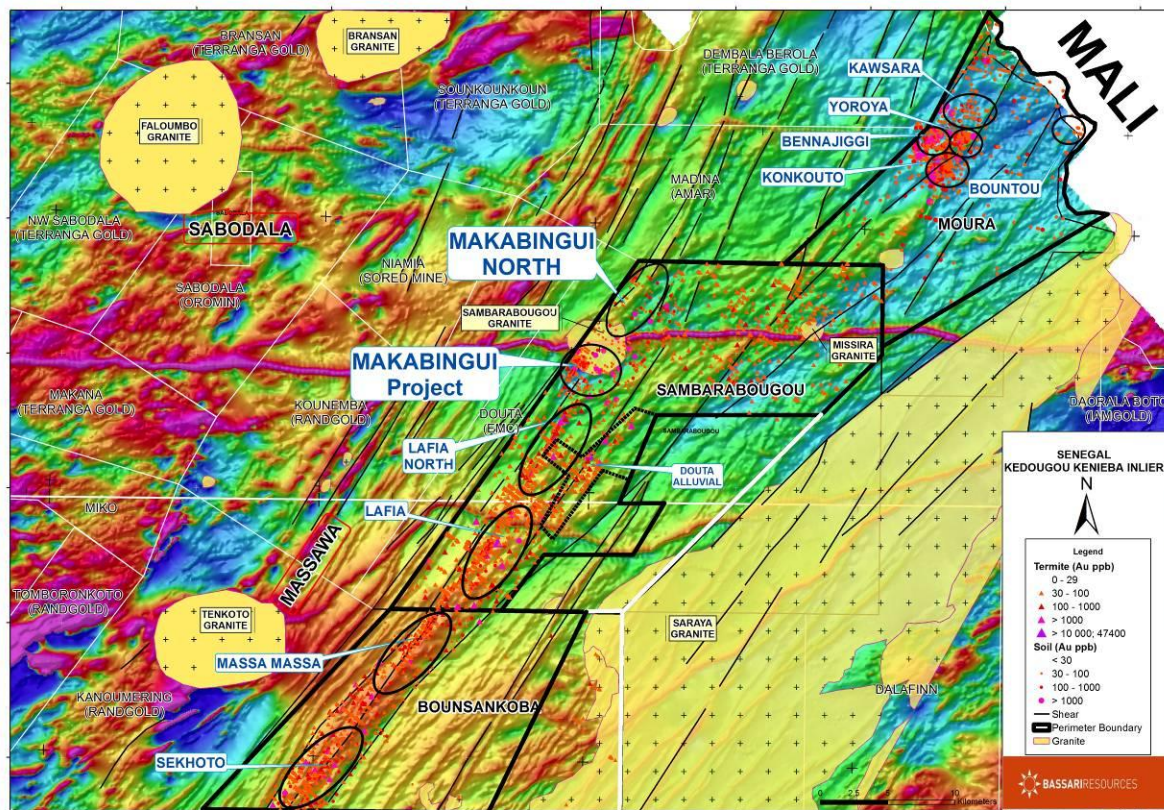 BRANSAN
(TERRANGA GOLD)
BRANSAN
GRANITE
DEMBALA BEROLA
(TERRANGA GOLD)
MALI
KAWSARA
SOUNKOUNKOUN
(TERRANGA GOLD)
YOROYA
FALOUMBO
GRANITE
BENNAJIGGI
KONKOUTO
MADINA
(AMAR)
BOUNTOU
NW SABODALA
(TERRANGA GOLD)
SABODALA
MOURA
MAKABINGUI
NORTH
NIAMIA
(SORED MINE)
SABODALA
(OROMIN)
SAMBARABOUGOU
GRANITE
MISSIRA
GRANITE
MAKABINGUI
Project
SAMBARABOUGOU
MAKANA
(TERRANGA GOLD)
KOUNEMBA
(RANDGOLD)
DOUTA
(EMC)
DAORALA BOTO
(IAMGOLD)
SAMBARABOUGOU
LAFIA
NORTH
DOUTA
ALLUVIAL
MIKO
LAFIA
MASSAWA
TOMBORONKOTO
(RANDGOLD)
TENKOTO
GRANITE
SARAYA
GRANITE
MASSA MASSA
KANOUMERING
(RANDGOLD)
BOUNSANKOBA
DALAFINN
SEKHOTO
SENEGAL
KEDOUGOU KENIEBA INLIER
N
Legend
Termite (Au ppb)
0 - 29
30 - 100
100 - 1000
> 1000
> 10 000; 47400
Soil (Au ppb)
< 30
30 - 100
100 - 1000
> 1000
Shear
Perimeter Boundary
Granite
0 2.5 5 10
Kilometers
BASSARI RESOURCES